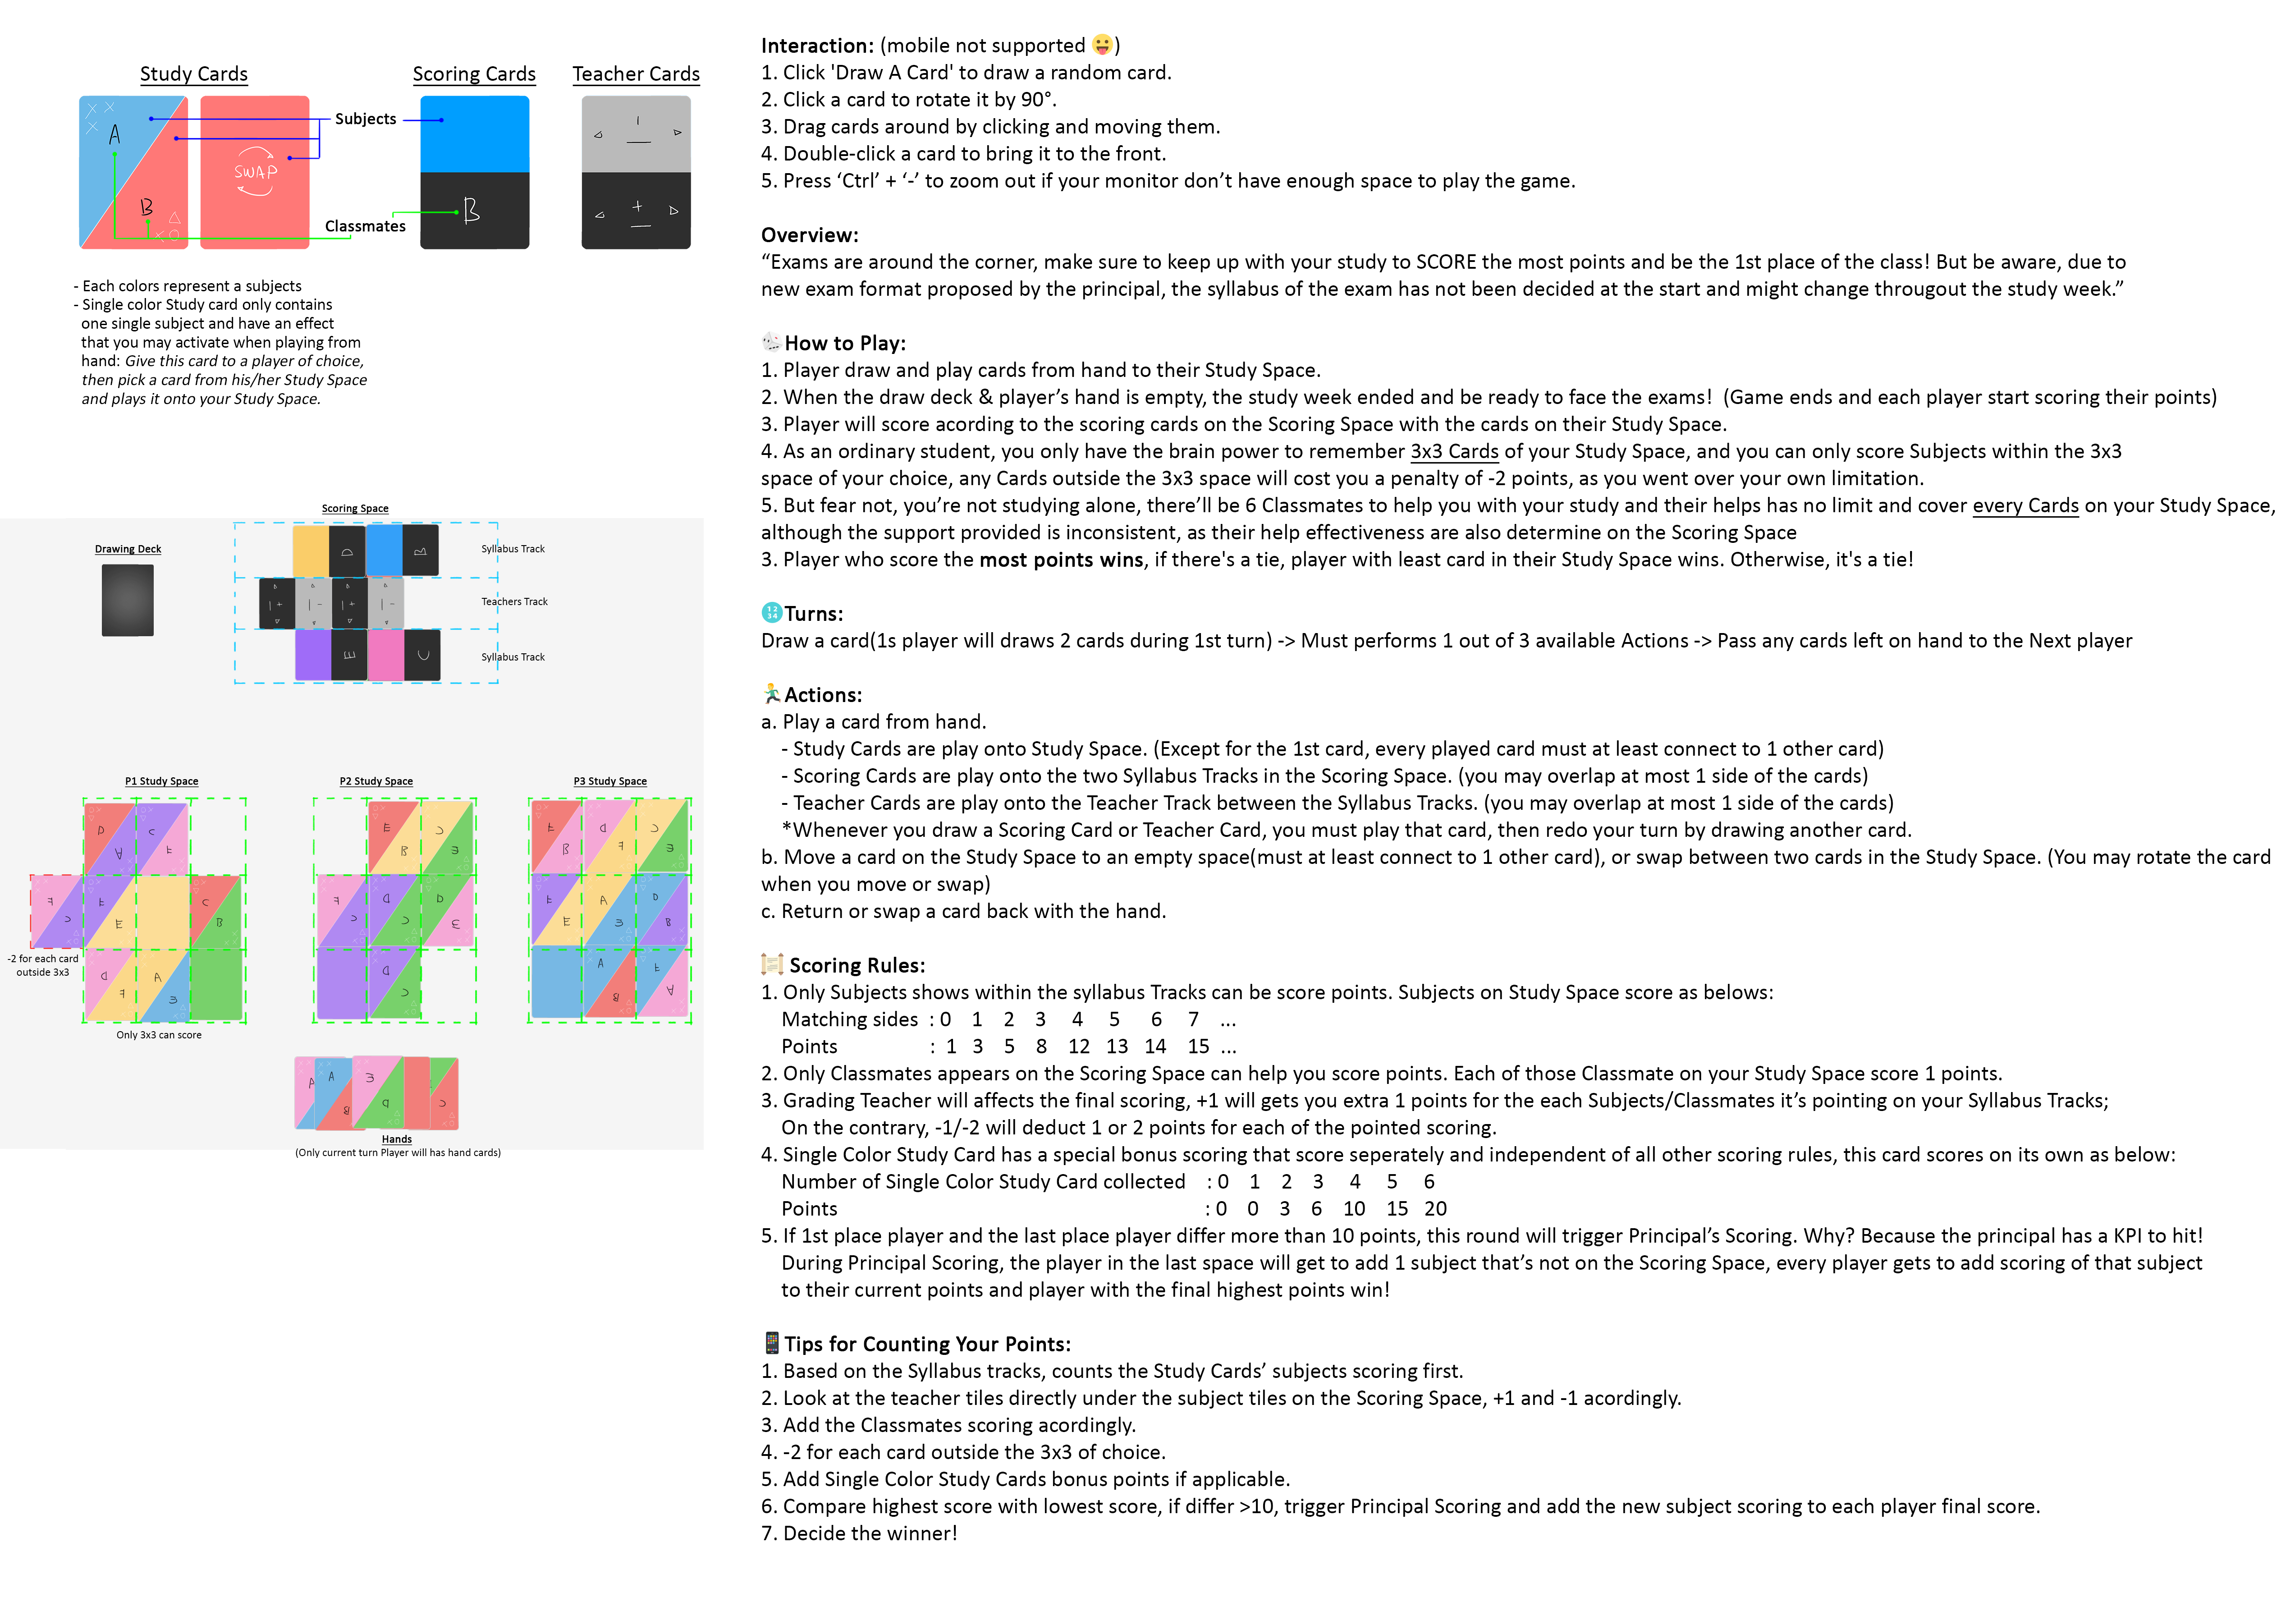 Study Cards
Scoring Cards
Teacher Cards
A
B
SWAP
Subjects
Classmates
B
-
+
- Each colors represent a subjects
- Single color Study card only contains
one single subject and have an effect
that you may activate when playing from
hand: Give this card to a player of choice,
then pick a card from his/her Study Space
and plays it onto your Study Space.
Scoring Space
Drawing Deck
D
B
Syllabus Track
Teachers Track
E
C
Syllabus Track
P1 Study Space
P2 Study Space
P3 Study Space
D A C F
E B C E
F B D F C E
F C F E C B
F C D C D E
F E A E D B
D F A E
D C
A B F A
-2 for each card
outside 3x3
Only 3x3 can score
A A B E D C
Hands
(Only current turn Player will has hand cards)
Interaction: (mobile not supported 😛)
1. Click 'Draw A Card' to draw a random card.
2. Click a card to rotate it by 90°.
3. Drag cards around by clicking and moving them.
4. Double-click a card to bring it to the front.
5. Press ‘Ctrl’ + ‘-’ to zoom out if your monitor don’t have enough space to play the game.
Overview:
“Exams are around the corner, make sure to keep up with your study to SCORE the most points and be the 1st place of the class! But be aware, due to
new exam format proposed by the principal, the syllabus of the exam has not been decided at the start and might change througout the study week.”
🎲How to Play:
1. Player draw and play cards from hand to their Study Space.
2. When the draw deck & player’s hand is empty, the study week ended and be ready to face the exams! (Game ends and each player start scoring their points)
3. Player will score acording to the scoring cards on the Scoring Space with the cards on their Study Space.
4. As an ordinary student, you only have the brain power to remember 3x3 Cards of your Study Space, and you can only score Subjects within the 3x3
space of your choice, any Cards outside the 3x3 space will cost you a penalty of -2 points, as you went over your own limitation.
5. But fear not, you’re not studying alone, there’ll be 6 Classmates to help you with your study and their helps has no limit and cover every Cards on your Study Space,
although the support provided is inconsistent, as their help effectiveness are also determine on the Scoring Space
3. Player who score the most points wins, if there's a tie, player with least card in their Study Space wins. Otherwise, it's a tie!
🔢Turns:
Draw a card(1s player will draws 2 cards during 1st turn) -> Must performs 1 out of 3 available Actions -> Pass any cards left on hand to the Next player
🏃‍♂️Actions:
a. Play a card from hand.
- Study Cards are play onto Study Space. (Except for the 1st card, every played card must at least connect to 1 other card)
- Scoring Cards are play onto the two Syllabus Tracks in the Scoring Space. (you may overlap at most 1 side of the cards)
- Teacher Cards are play onto the Teacher Track between the Syllabus Tracks. (you may overlap at most 1 side of the cards)
*Whenever you draw a Scoring Card or Teacher Card, you must play that card, then redo your turn by drawing another card.
b. Move a card on the Study Space to an empty space(must at least connect to 1 other card), or swap between two cards in the Study Space. (You may rotate the card
when you move or swap)
c. Return or swap a card back with the hand.
📜Scoring Rules:
1. Only Subjects shows within the syllabus Tracks can be score points. Subjects on Study Space score as belows:
Matching sides : 0 1 2 3 4 5 6 7 ...
Points : 1 3 5 8 12 13 14 15 ...
2. Only Classmates appears on the Scoring Space can help you score points. Each of those Classmate on your Study Space score 1 points.
3. Grading Teacher will affects the final scoring, +1 will gets you extra 1 points for the each Subjects/Classmates it’s pointing on your Syllabus Tracks;
On the contrary, -1/-2 will deduct 1 or 2 points for each of the pointed scoring.
4. Single Color Study Card has a special bonus scoring that score seperately and independent of all other scoring rules, this card scores on its own as below:
Number of Single Color Study Card collected : 0 1 2 3 4 5 6
Points : 0 0 3 6 10 15 20
5. If 1st place player and the last place player differ more than 10 points, this round will trigger Principal’s Scoring. Why? Because the principal has a KPI to hit!
During Principal Scoring, the player in the last space will get to add 1 subject that’s not on the Scoring Space, every player gets to add scoring of that subject
to their current points and player with the final highest points win!
📱Tips for Counting Your Points:
1. Based on the Syllabus tracks, counts the Study Cards’ subjects scoring first.
2. Look at the teacher tiles directly under the subject tiles on the Scoring Space, +1 and -1 acordingly.
3. Add the Classmates scoring acordingly.
4. -2 for each card outside the 3x3 of choice.
5. Add Single Color Study Cards bonus points if applicable.
6. Compare highest score with lowest score, if differ >10, trigger Principal Scoring and add the new subject scoring to each player final score.
7. Decide the winner!